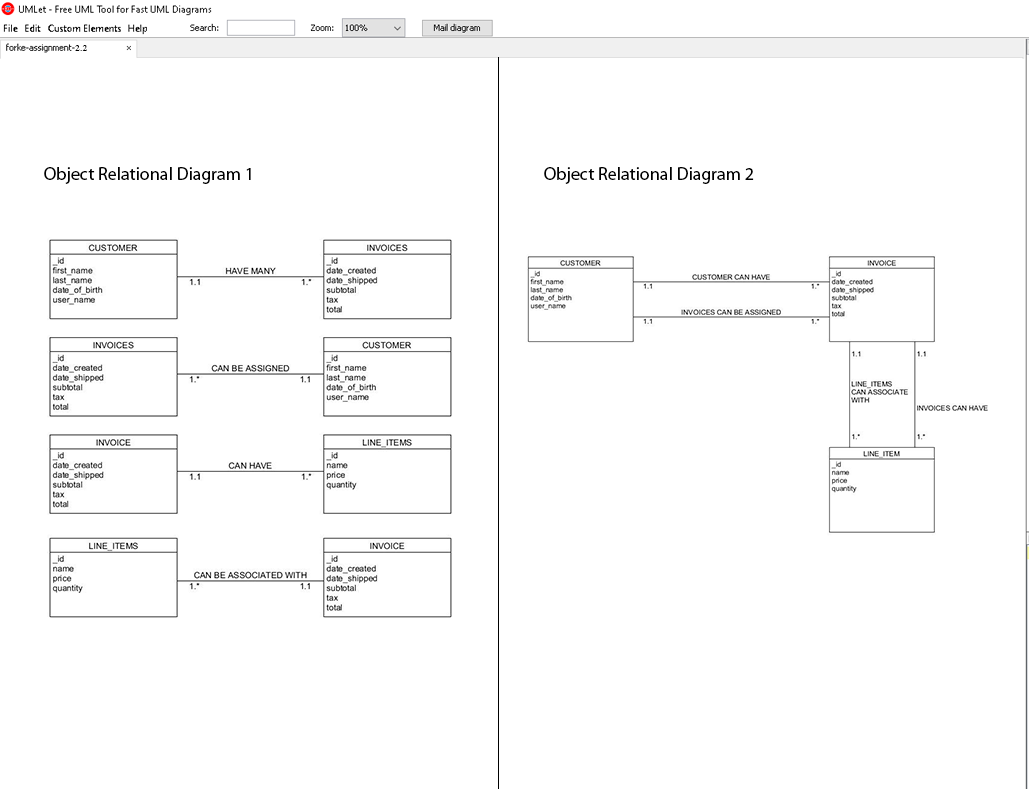 UMLet - Free UML Tool for Fast UML Diagrams
File Edit Custom Elements Help Search: Zoom: 100% Mail diagram
forke-assignment-2.2 ×
Object Relational Diagram 1
CUSTOMER
_id
first_name
last_name
date_of_birth
user_name
HAVE MANY
1.1 1.*
INVOICES
_id
date_created
date_shipped
subtotal
tax
total
INVOICES
_id
date_created
date_shipped
subtotal
tax
total
CAN BE ASSIGNED
1.* 1.1
CUSTOMER
_id
first_name
last_name
date_of_birth
user_name
INVOICE
_id
date_created
date_shipped
subtotal
tax
total
CAN HAVE
1.1 1.*
LINE_ITEMS
_id
name
price
quantity
LINE_ITEMS
_id
name
price
quantity
CAN BE ASSOCIATED WITH
1.* 1.1
INVOICE
_id
date_created
date_shipped
subtotal
tax
total
Object Relational Diagram 2
CUSTOMER
_id
first_name
last_name
date_of_birth
user_name
CUSTOMER CAN HAVE
1.1 1.*
INVOICES CAN BE ASSIGNED
1.1 1.*
INVOICE
_id
date_created
date_shipped
subtotal
tax
total
1.1 1.1
LINE_ITEMS
CAN ASSOCIATE
WITH
INVOICES CAN HAVE
1.* 1.*
LINE_ITEM
_id
name
price
quantity